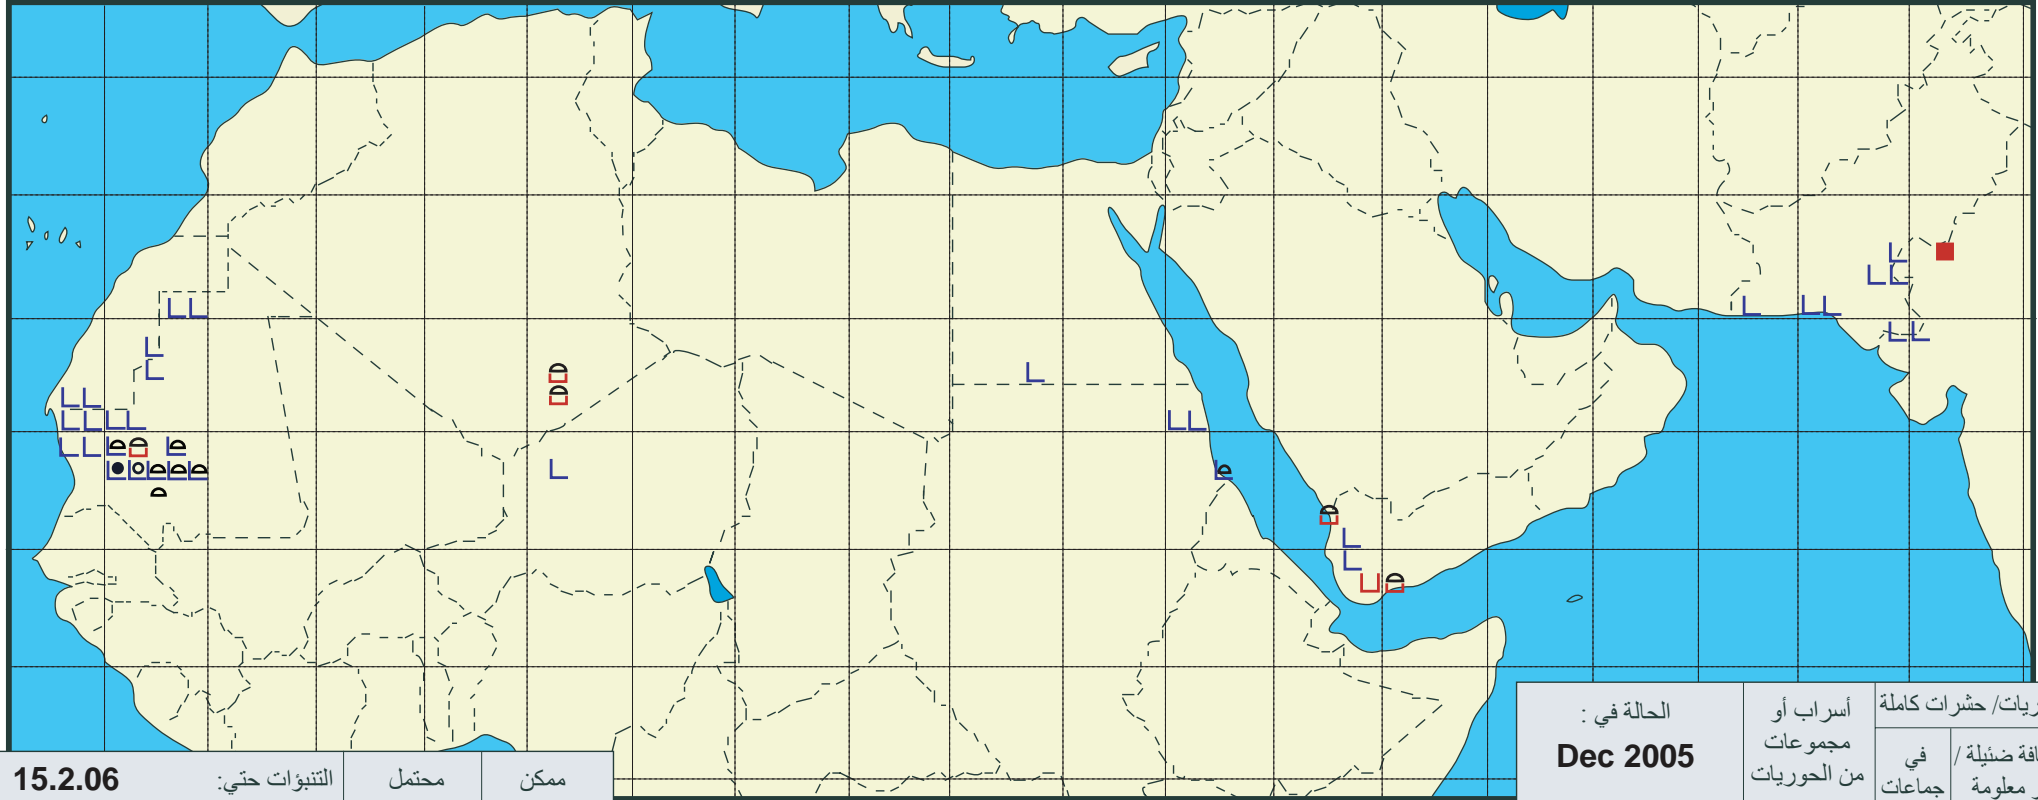 الحالة في :
Dec 2005
أسراب أو
مجموعات
من الحوريات
حشرات كاملة
في
جماعات
ضئيلة /
معلومة
التنبؤات حتي:
15.2.06
محتمل
ممكن